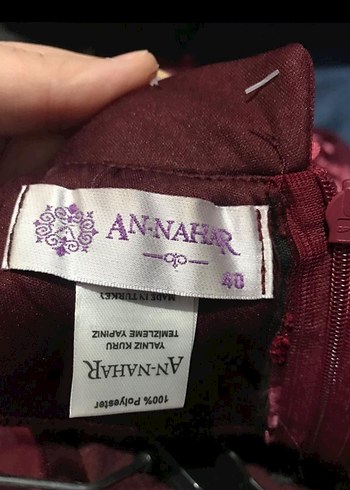 AN-NAHAR
40
100% Polyester
AN-NAHAR
YALNIZ KURU
TEMİZLEME YAPINIZ
MADE IN TURKEY